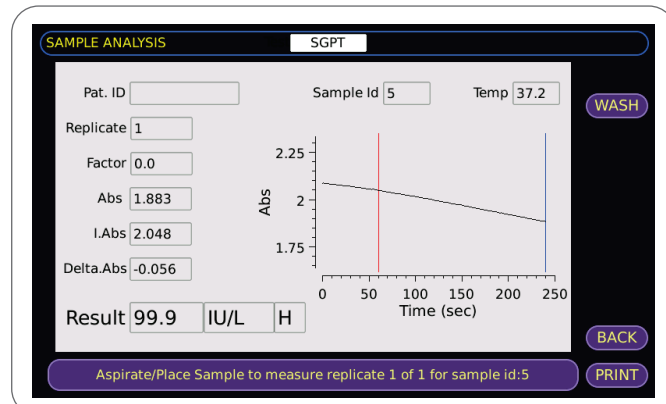 SAMPLE ANALYSIS SGPT
Pat. ID Sample Id 5 Temp 37.2
WASH
Replicate 1
Factor 0.0
Abs 1.883
I.Abs 2.048
Delta.Abs -0.056
Result 99.9 IU/L H
Abs
2.25
2
1.75
0 50 100 150 200 250
Time (sec)
BACK
Aspirate/Place Sample to measure replicate 1 of 1 for sample id:5
PRINT